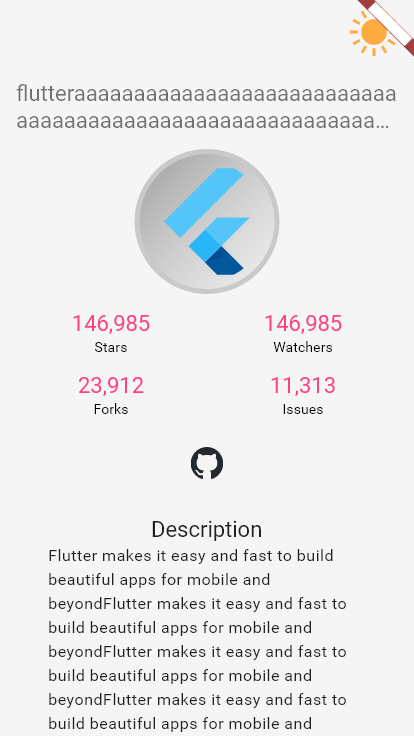 flutteraaaaaaaaaaaaaaaaaaaaaaaaaaa
aaaaaaaaaaaaaaaaaaaaaaaaaaaaaa...
146,985
146,985
Stars
Watchers
23,912
11,313
Forks
Issues
Description
Flutter makes it easy and fast to build
beautiful apps for mobile and
beyondFlutter makes it easy and fast to
build beautiful apps for mobile and
beyondFlutter makes it easy and fast to
build beautiful apps for mobile and
beyondFlutter makes it easy and fast to
build beautiful apps for mobile and